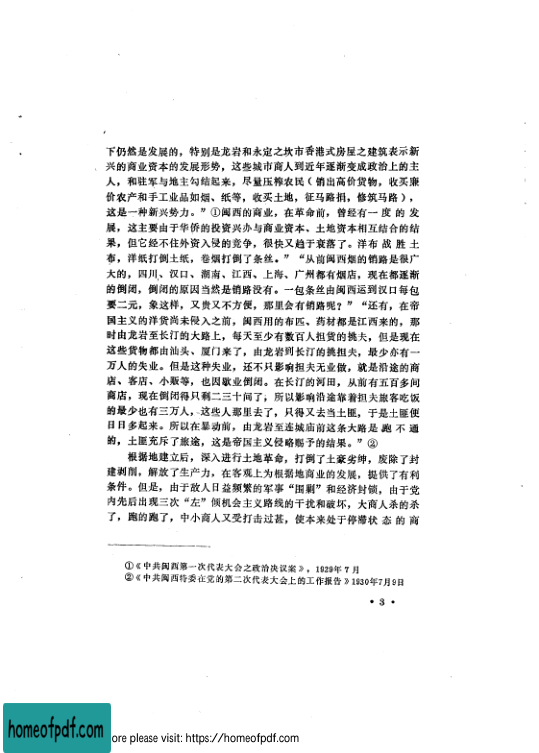 下仍然是发展的，特别是龙岩和永定之坎市香港式房屋之建筑表示新
兴的商业资本的发展形势，这些城市商人到近年逐渐变成政治上的主
人，和驻军与地主勾结起来，尽量压榨农民（销出高价货物，收买廉
价农产和手工业品如烟、纸等，收买土地，征马路捐，修筑马路），
这是一种新兴势力。”①闽西的商业，在革命前，曾经有一度的发
展，这主要由于华侨的投资兴办与商业资本、土地资本相互结合的结
果，但它经不住外资入侵的竞争，很快又趋于衰落了。洋布战胜土
布，洋纸打倒土纸，卷烟打倒了条丝。”“从前闽西烟的销路是很广
大的，四川、汉口、湖南、江西、上海、广州都有烟店，现在都逐渐
的倒闭，倒闭的原因当然是销路没有。一包条丝由闽西运到汉口每包
要二元，象这样，又贵又不方便，那里会有销路呢？”“还有，在帝
国主义的洋货尚未侵入之前，闽西用的布匹、药材都是江西来的，那
时由龙岩至长汀的大路上，每天至少有数百人担货的挑夫，但是现在
这些货物都由汕头、厦门来了，由龙岩到长汀的挑担夫，最少亦有一
万人的失业。但是这种失业，还不只影响担夫无业做，就是沿途的商
店、客店、小贩等，也因歇业倒闭。在长汀的河田，从前有五百多间
商店，现在倒闭得只剩二三十间了，所以影响沿途靠着担夫旅客吃饭
的最少也有三万人，这些人那里去了，只得又去当土匪，于是土匪便
日日多起来。所以在暴动前，由龙岩至连城庙前这条大路是跑不通
的，土匪充斥了旅途，这是帝国主义侵略赐予的结果。”②
根据地建立后，深入进行土地革命，打倒了土豪劣绅，废除了封
建剥削，解放了生产力，在客观上为根据地商业的发展，提供了有利
条件。但是，由于敌人日益频繁的军事“围剿”和经济封锁，由于党
内先后出现三次“左”倾机会主义路线的干扰和破坏，大商人杀的杀
了，跑的跑了，中小商人又受打击过甚，使本来处于停滞状态的商
①《中共闽西第一次代表大会之政治决议案》。1929年7月
②《中共闽西特委在党的第二次代表大会上的工作报告》1930年7月9日
·3·
homeofpdf.com
ore please visit: https://homeofpdf.com